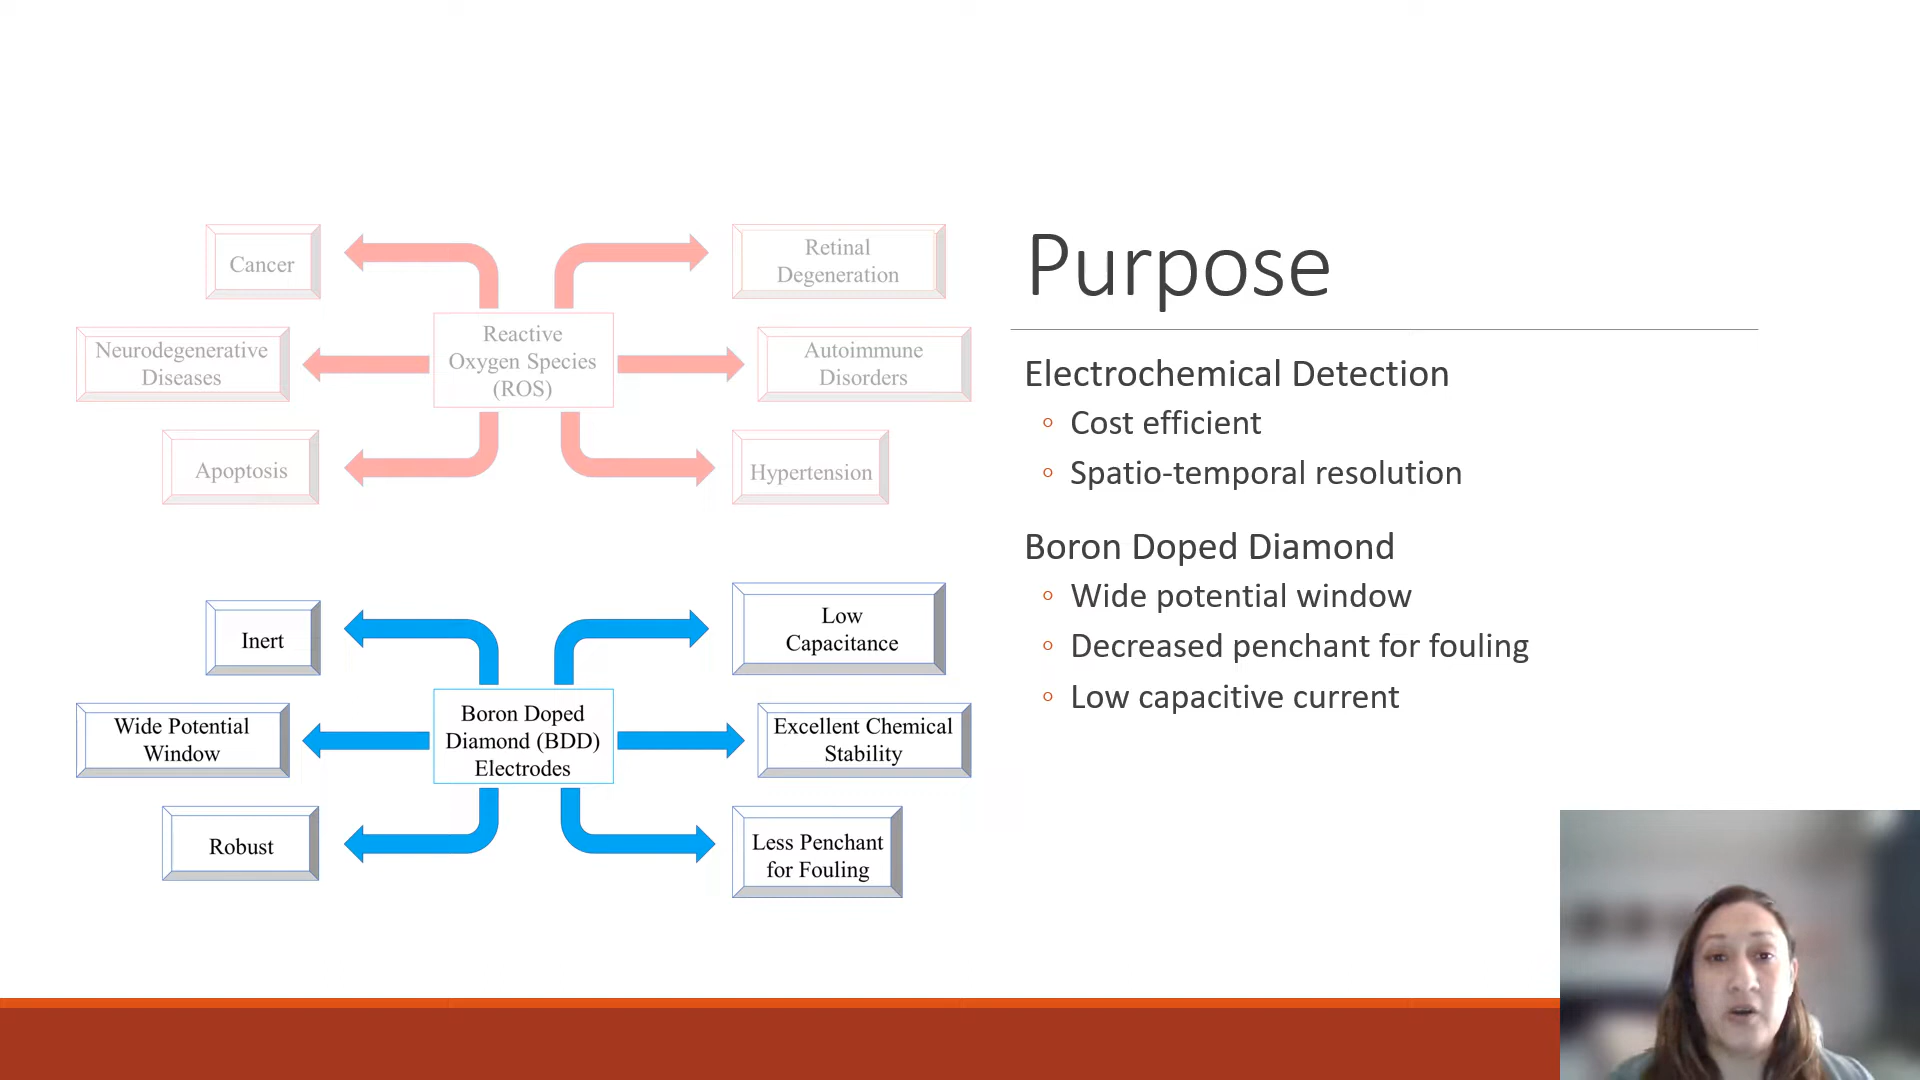 Cancer
Retinal
Degeneration
Neurodegenerative
Diseases
Reactive
Oxygen Species
(ROS)
Autoimmune
Disorders
Apoptosis
Hypertension
Inert
Low
Capacitance
Wide Potential
Window
Boron Doped
Diamond (BDD)
Electrodes
Excellent Chemical
Stability
Robust
Less Penchant
for Fouling
Purpose
Electrochemical Detection
◦ Cost efficient
◦ Spatio-temporal resolution
Boron Doped Diamond
◦ Wide potential window
◦ Decreased penchant for fouling
◦ Low capacitive current